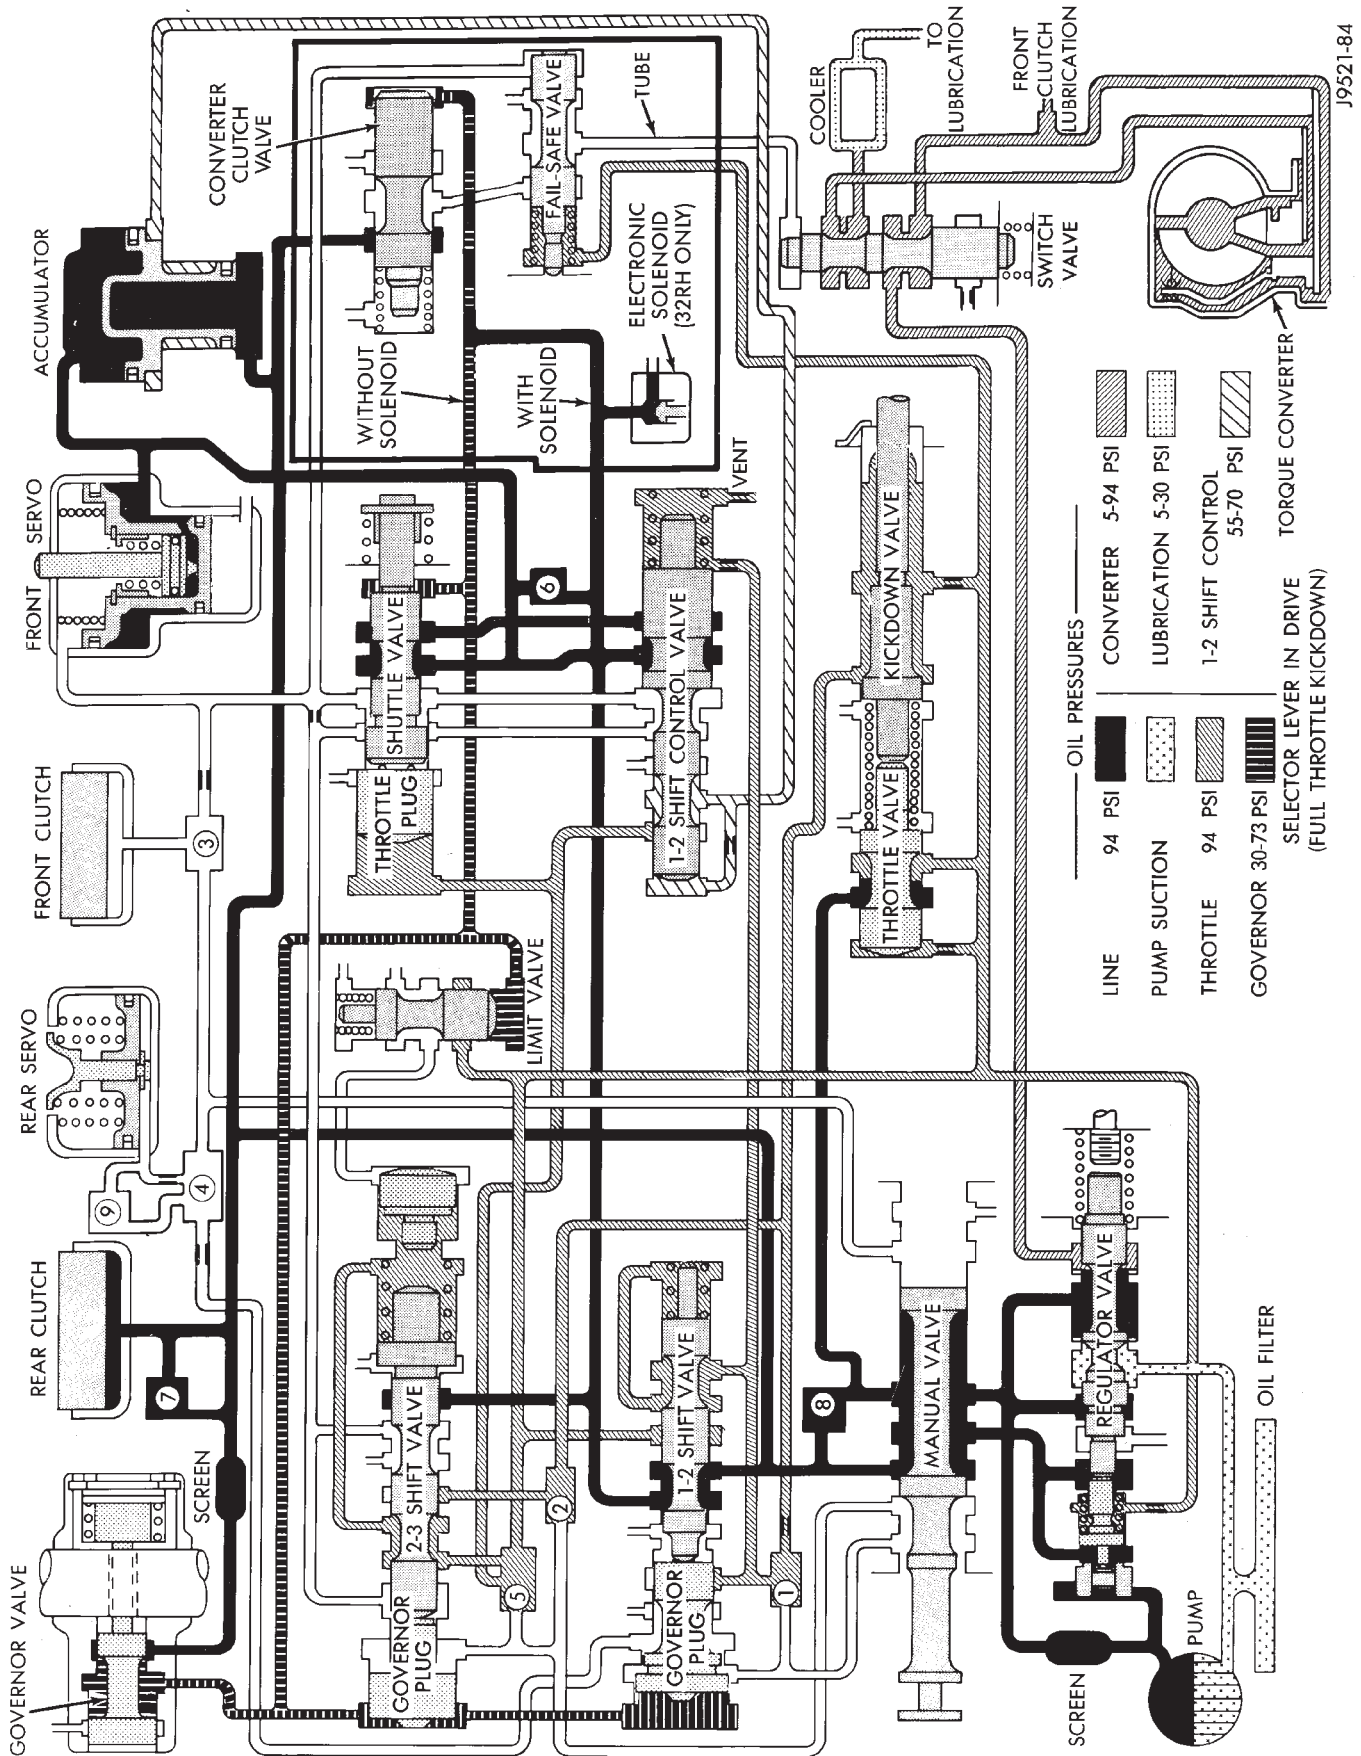 GOVERNOR VALVE
REAR CLUTCH
REAR SERVO
FRONT CLUTCH
FRONT SERVO
ACCUMULATOR
CONVERTER
CLUTCH
VALVE
SCREEN
7
9
4
3
WITHOUT
SOLENOID
WITH
SOLENOID
FAIL-SAFE VALVE
TUBE
ELECTRONIC
SOLENOID
(32RH ONLY)
GOVERNOR
PLUG
2-3 SHIFT VALVE
LIMIT VALVE
THROTTLE
PLUG
SHUTTLE VALVE
5
2
6
GOVERNOR
PLUG
1-2 SHIFT VALVE
1-2 SHIFT CONTROL VALVE
VENT
1
8
COOLER
TO
LUBRICATION
FRONT
CLUTCH
LUBRICATION
SWITCH
VALVE
MANUAL VALVE
THROTTLE VALVE
KICKDOWN VALVE
REGULATOR VALVE
SCREEN
PUMP
OIL FILTER
TORQUE CONVERTER
OIL PRESSURES
LINE 94 PSI
PUMP SUCTION
THROTTLE 94 PSI
GOVERNOR 30-73 PSI
CONVERTER 5-94 PSI
LUBRICATION 5-30 PSI
1-2 SHIFT CONTROL
55-70 PSI
SELECTOR LEVER IN DRIVE
(FULL THROTTLE KICKDOWN)
J9521-84